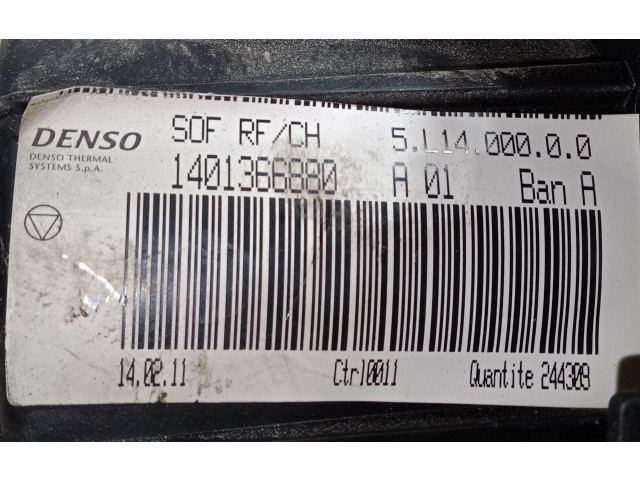 DENSO
DENSO THERMAL
SYSTEMS S.p.A.
SOF RF/CH 5.L14.000.0.0
1401366880 A 01 Ban A
14.02.11 Ctrl0011 Quantite 244309